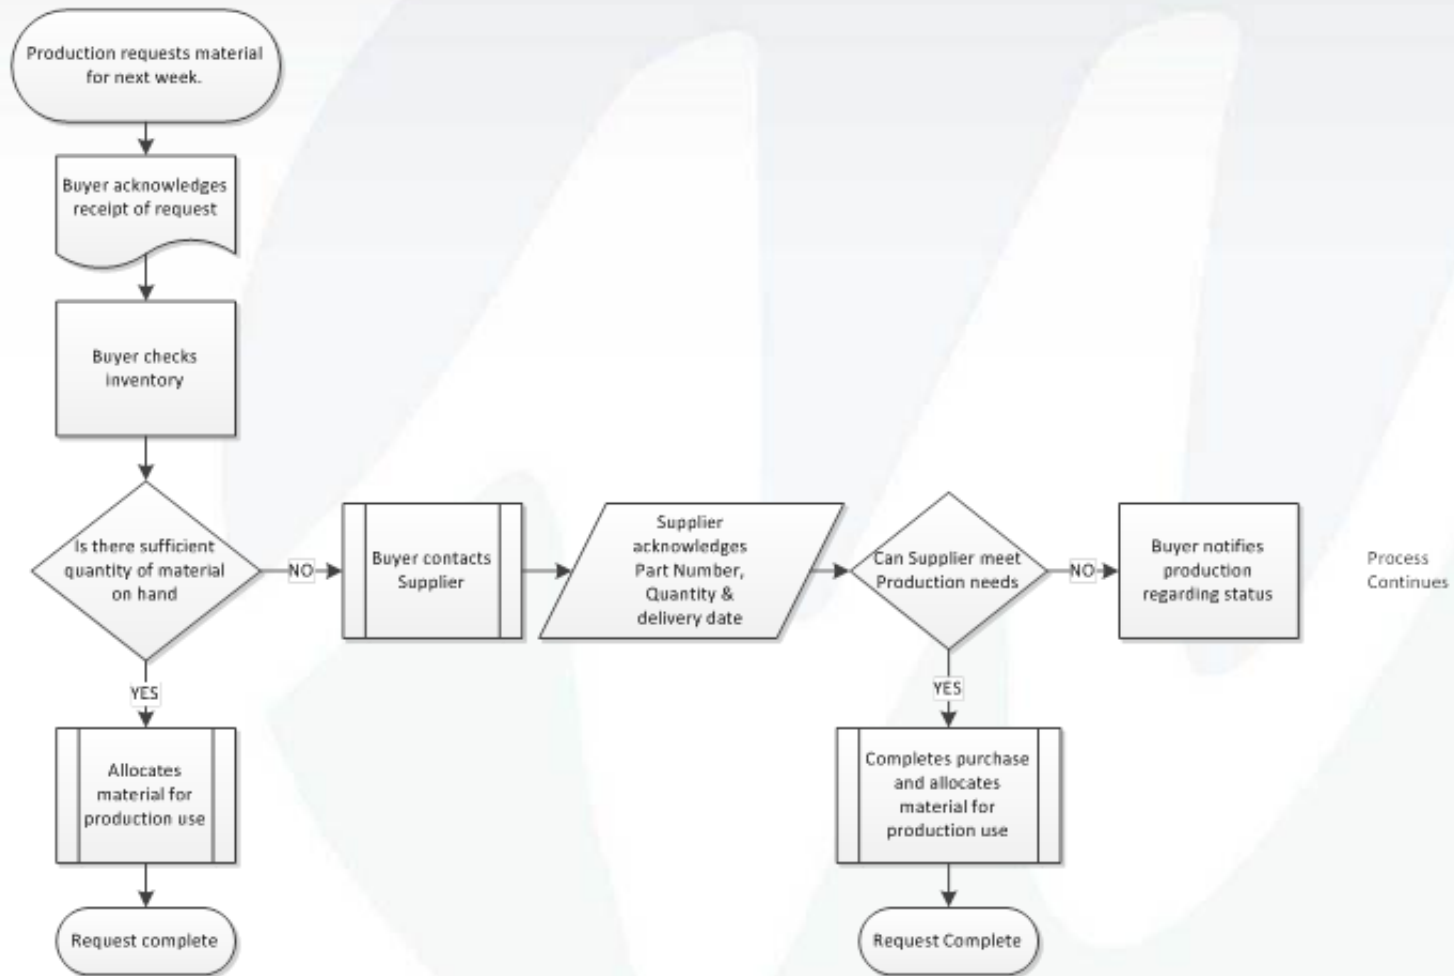 Production requests material
for next week.
Buyer acknowledges
receipt of request
Buyer checks
inventory
Is there sufficient
quantity of material
on hand
NO
Buyer contacts
Supplier
Supplier
acknowledges
Part Number,
Quantity &
delivery date
Can Supplier meet
Production needs
NO
Buyer notifies
production
regarding status
Process
Continues
YES
YES
Allocates
material for
production use
Completes purchase
and allocates
material for
production use
Request complete
Request Complete